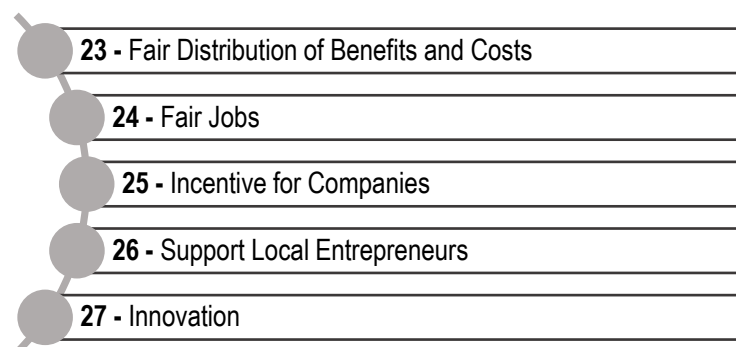 23 - Fair Distribution of Benefits and Costs
24 - Fair Jobs
25 - Incentive for Companies
26 - Support Local Entrepreneurs
27 - Innovation